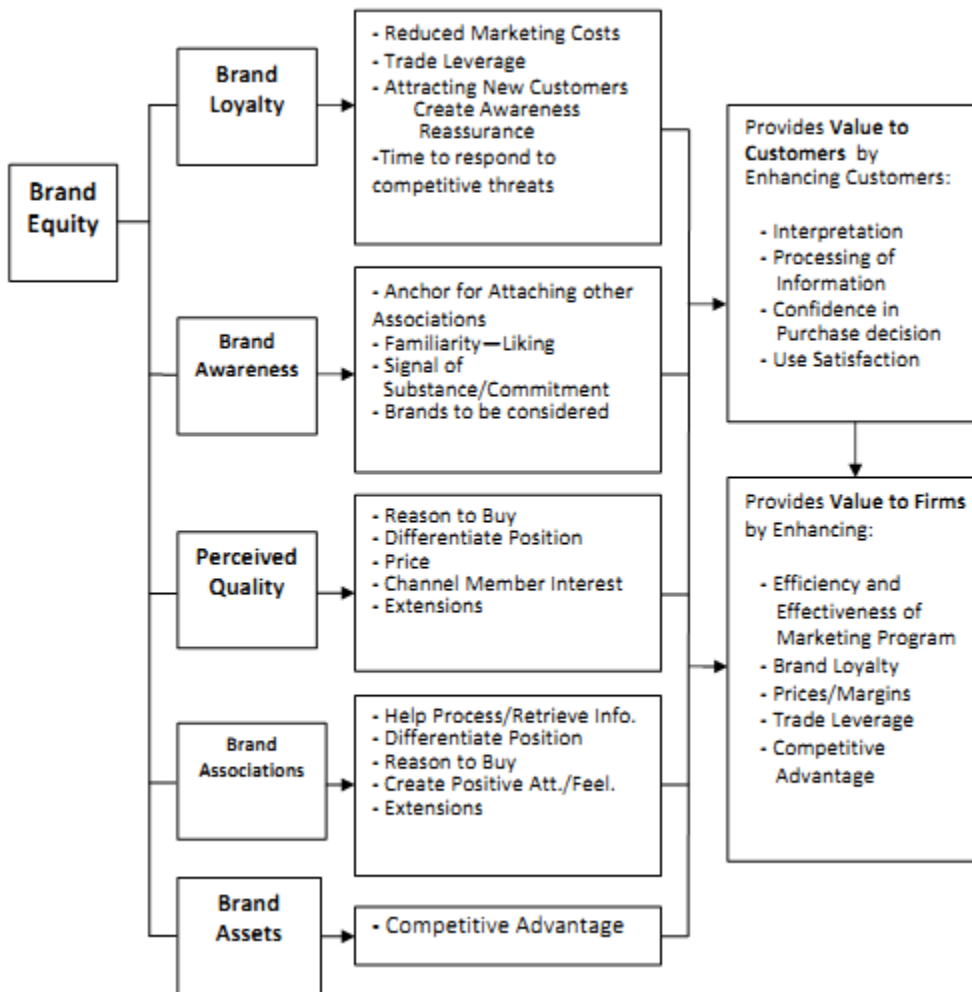 Brand
Equity
Brand
Loyalty
- Reduced Marketing Costs
- Trade Leverage
- Attracting New Customers
Create Awareness
Reassurance
-Time to respond to
competitive threats
Brand
Awareness
- Anchor for Attaching other
Associations
- Familiarity—Liking
- Signal of
Substance/Commitment
- Brands to be considered
Perceived
Quality
- Reason to Buy
- Differentiate Position
- Price
- Channel Member Interest
- Extensions
Brand
Associations
- Help Process/Retrieve Info.
- Differentiate Position
- Reason to Buy
- Create Positive Att./Feel.
- Extensions
Brand
Assets
- Competitive Advantage
Provides Value to
Customers by
Enhancing Customers:
- Interpretation
- Processing of
Information
- Confidence in
Purchase decision
- Use Satisfaction
Provides Value to Firms
by Enhancing:
- Efficiency and
Effectiveness of
Marketing Program
- Brand Loyalty
- Prices/Margins
- Trade Leverage
- Competitive
Advantage